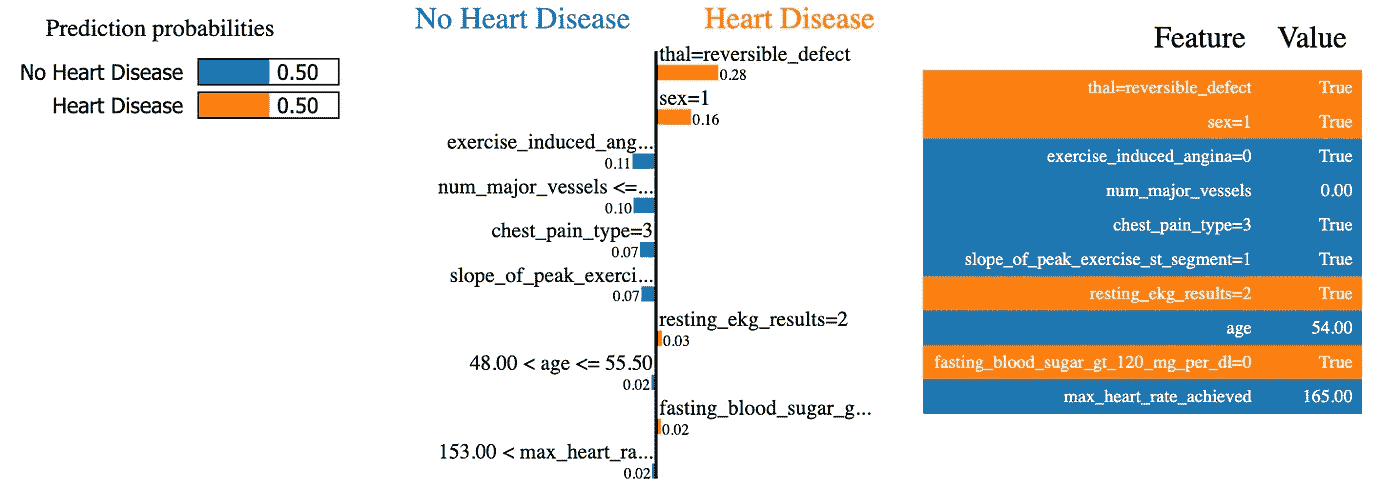 Prediction probabilities
No Heart Disease 0.50
Heart Disease 0.50
No Heart Disease Heart Disease
thal=reversible_defect
0.28
sex=1
0.16
exercise_induced_ang...
0.11
num_major_vessels <=...
0.10
chest_pain_type=3
0.07
slope_of_peak_exerci...
0.07
resting_ekg_results=2
0.03
48.00 < age <= 55.50
0.02
fasting_blood_sugar_g...
0.02
153.00 < max_heart_ra...
0.02
Feature Value
thal=reversible_defect True
sex=1 True
exercise_induced_angina=0 True
num_major_vessels 0.00
chest_pain_type=3 True
slope_of_peak_exercise_st_segment=1 True
resting_ekg_results=2 True
age 54.00
fasting_blood_sugar_gt_120_mg_per_dl=0 True
max_heart_rate_achieved 165.00